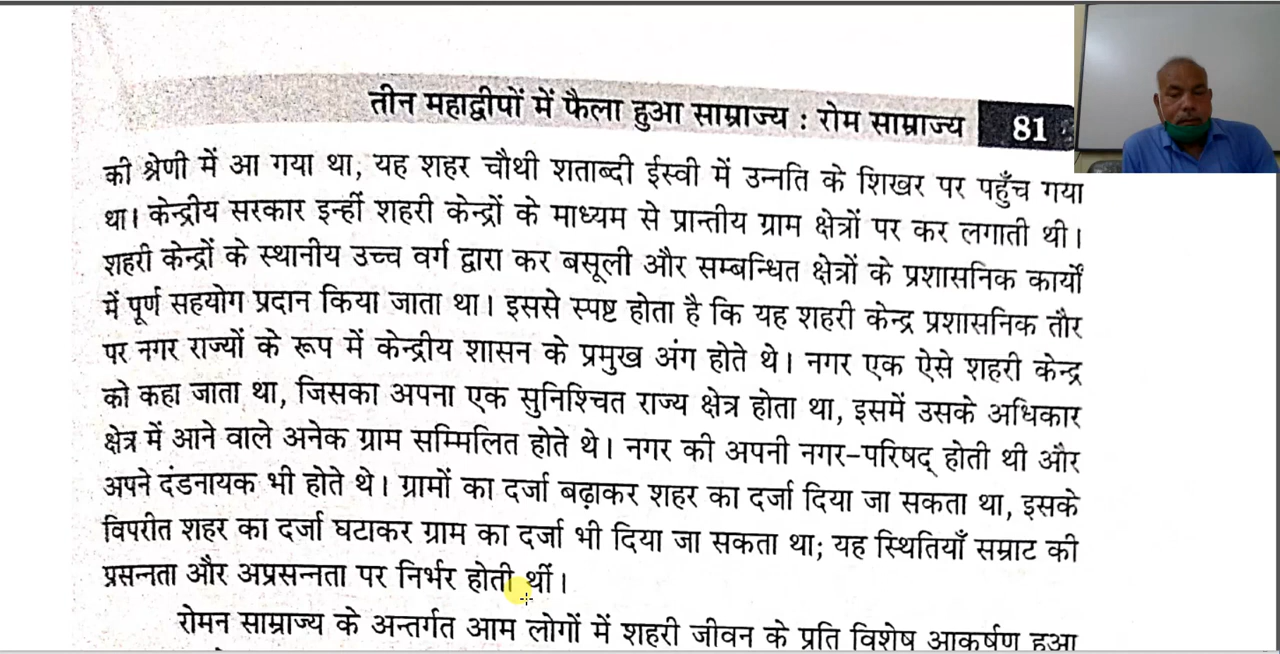 तीन महाद्वीपों में फैला हुआ साम्राज्य : रोम साम्राज्य 81
की श्रेणी में आ गया था; यह शहर चौथी शताब्दी ईस्वी में उन्नति के शिखर पर पहुँच गया
था। केन्द्रीय सरकार इन्हीं शहरी केन्द्रों के माध्यम से प्रान्तीय ग्राम क्षेत्रों पर कर लगाती थी।
शहरी केन्द्रों के स्थानीय उच्च वर्ग द्वारा कर बसूली और सम्बन्धित क्षेत्रों के प्रशासनिक कार्यों
में पूर्ण सहयोग प्रदान किया जाता था। इससे स्पष्ट होता है कि यह शहरी केन्द्र प्रशासनिक तौर
पर नगर राज्यों के रूप में केन्द्रीय शासन के प्रमुख अंग होते थे। नगर एक ऐसे शहरी केन्द्र
को कहा जाता था, जिसका अपना एक सुनिश्चित राज्य क्षेत्र होता था, इसमें उसके अधिकार
क्षेत्र में आने वाले अनेक ग्राम सम्मिलित होते थे। नगर की अपनी नगर-परिषद् होती थी और
अपने दंडनायक भी होते थे। ग्रामों का दर्जा बढ़ाकर शहर का दर्जा दिया जा सकता था, इसके
विपरीत शहर का दर्जा घटाकर ग्राम का दर्जा भी दिया जा सकता था; यह स्थितियाँ सम्राट की
प्रसन्नता और अप्रसन्नता पर निर्भर होती थीं।
रोमन साम्राज्य के अन्तर्गत आम लोगों में शहरी जीवन के प्रति विशेष आकर्षण हुआ